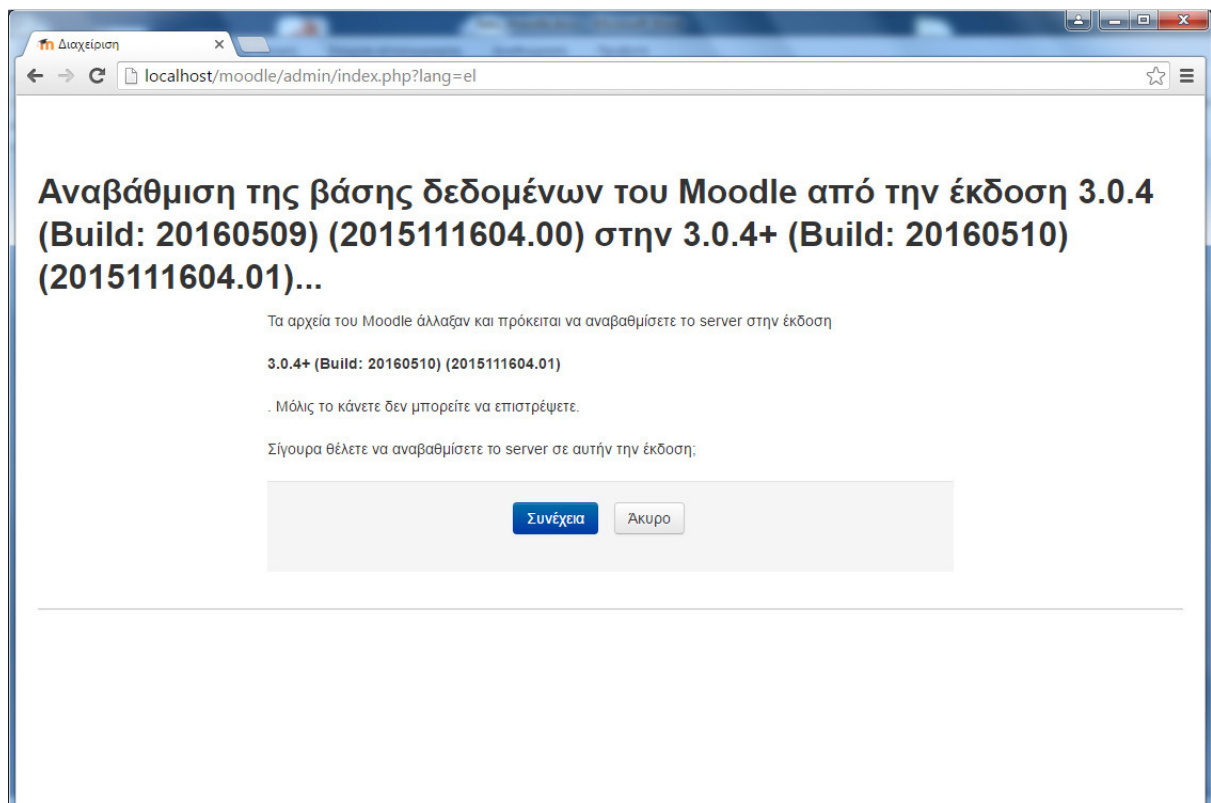 Διαχείριση
localhost/moodle/admin/index.php?lang=el
Αναβάθμιση της βάσης δεδομένων του Moodle από την έκδοση 3.0.4
(Build: 20160509) (2015111604.00) στην 3.0.4+ (Build: 20160510)
(2015111604.01)...
Τα αρχεία του Moodle άλλαξαν και πρόκειται να αναβαθμίσετε το server στην έκδοση
3.0.4+ (Build: 20160510) (2015111604.01)
. Μόλις το κάνετε δεν μπορείτε να επιστρέψετε.
Σίγουρα θέλετε να αναβαθμίσετε το server σε αυτήν την έκδοση;
Συνέχεια Άκυρο